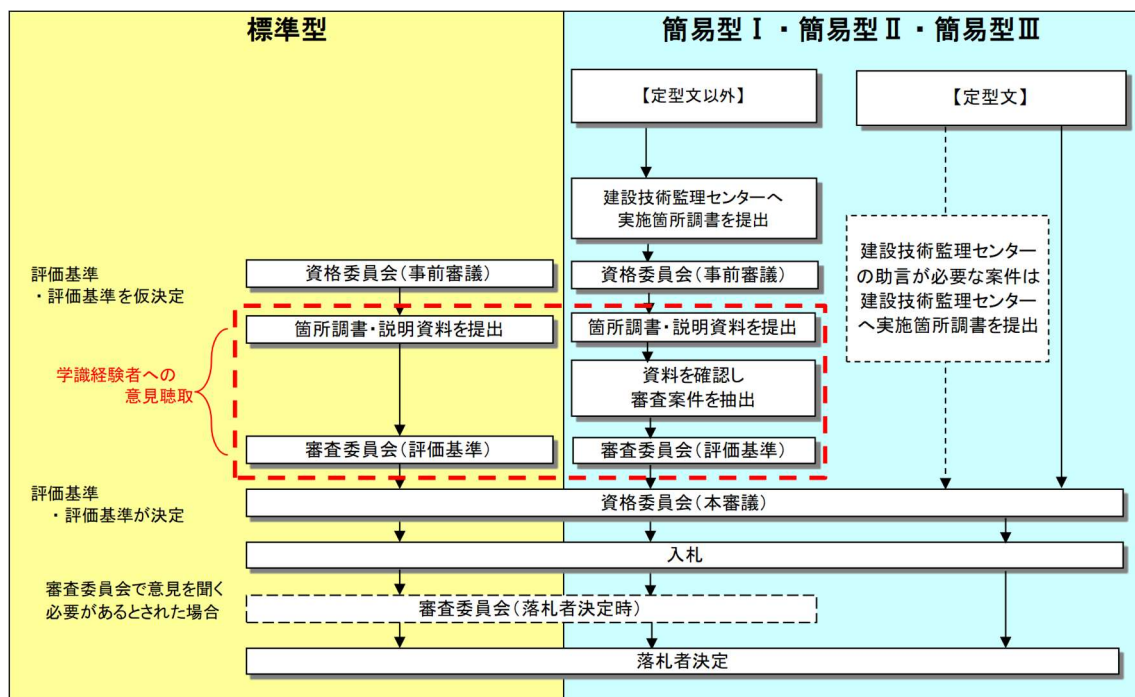 標準型
簡易型Ⅰ・簡易型Ⅱ・簡易型Ⅲ
【定型文以外】
【定型文】
建設技術監理センターへ
実施箇所調書を提出
建設技術監理センター
の助言が必要な案件は
建設技術監理センター
へ実施箇所調書を提出
評価基準
・評価基準を仮決定
資格委員会(事前審議)
資格委員会(事前審議)
箇所調書・説明資料を提出
箇所調書・説明資料を提出
学識経験者への
意見聴取
資料を確認し
審査案件を抽出
審査委員会(評価基準)
審査委員会(評価基準)
評価基準
・評価基準が決定
資格委員会(本審議)
入札
審査委員会で意見を聞く
必要があるとされた場合
審査委員会(落札者決定時)
落札者決定